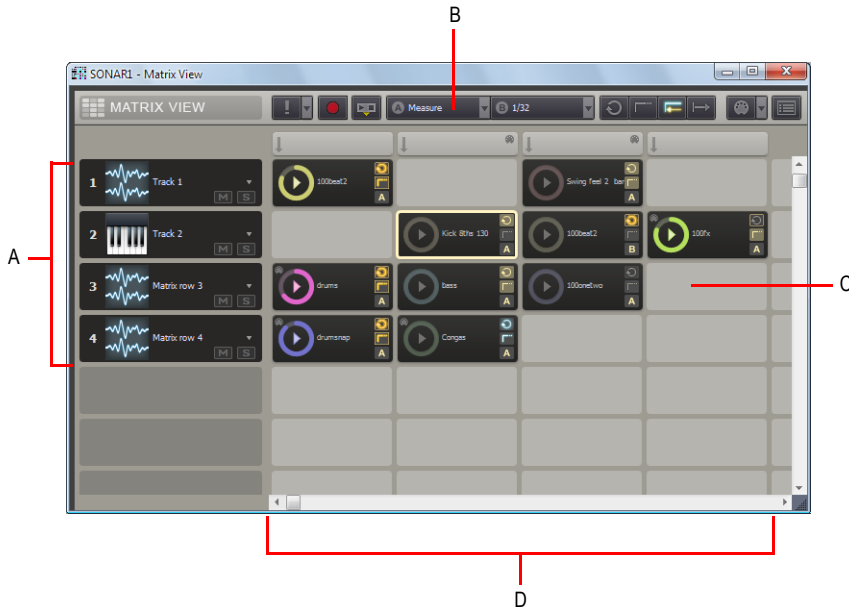 B
SONAR1 - Matrix View
MATRIX VIEW
A Measure
B 1/32
1 Track 1
M S
100beat2
A
Swing feel 2 bar
A
2 Track 2
M S
Kick 8ths 130
A
100beat2
B
100fx
A
3 Matrix row 3
M S
drums
A
bass
A
100onetwo
A
4 Matrix row 4
M S
drumsnap
A
Congas
A
A
C
D